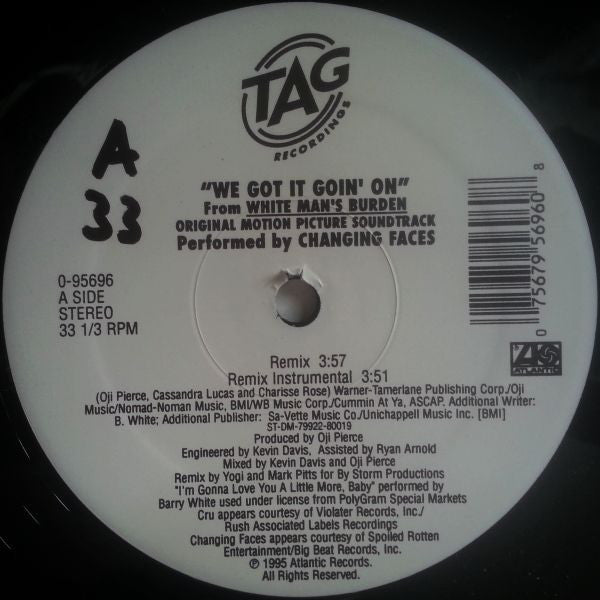 TAG
RECORDINGS
A
33
"WE GOT IT GOIN' ON"
From WHITE MAN'S BURDEN
ORIGINAL MOTION PICTURE SOUNDTRACK
Performed by CHANGING FACES
0-95696
A SIDE
STEREO
33 1/3 RPM
0 75679 56960 8
ATLANTIC
Remix 3:57
Remix Instrumental 3:51
(Oji Pierce, Cassandra Lucas and Charisse Rose) Warner-Tamerlane Publishing Corp./Oji
Music/Nomad-Noman Music, BMI/WB Music Corp./Cummin At Ya, ASCAP. Additional Writer:
B. White; Additional Publisher: Sa-Vette Music Co./Unichappell Music Inc. [BMI]
ST-DM-79922-80019
Produced by Oji Pierce
Engineered by Kevin Davis, Assisted by Ryan Arnold
Mixed by Kevin Davis and Oji Pierce
Remix by Yogi and Mark Pitts for By Storm Productions
"I'm Gonna Love You A Little More, Baby" performed by
Barry White used under license from PolyGram Special Markets
Cru appears courtesy of Violater Records, Inc./
Rush Associated Labels Recordings
Changing Faces appears courtesy of Spoiled Rotten
Entertainment/Big Beat Records, Inc.
℗ 1995 Atlantic Records.
All Rights Reserved.